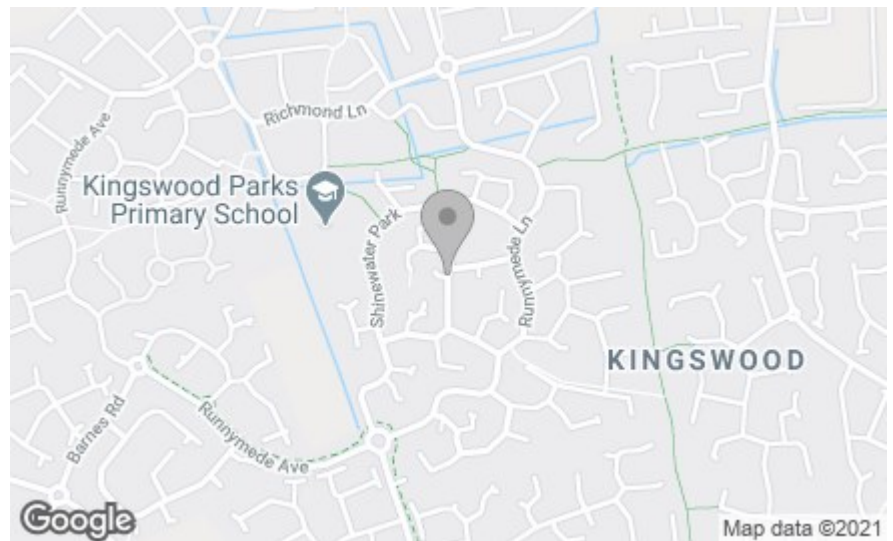 Runnymede Ave
Richmond Ln
Kingswood Parks
Primary School
Shinewater Park
Runnymede Ln
KINGSWOOD
Barnes Rd
Runnymede Ave
Google
Map data ©2021